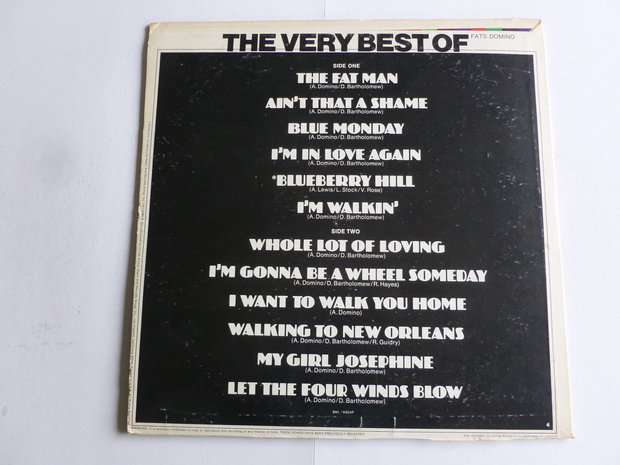 THE VERY BEST OF FATS DOMINO
SIDE ONE
THE FAT MAN
(A. Domino/D. Bartholomew)
AIN'T THAT A SHAME
(A. Domino/D. Bartholomew)
BLUE MONDAY
(A. Domino/D. Bartholomew)
I'M IN LOVE AGAIN
(A. Domino/D. Bartholomew)
*BLUEBERRY HILL
(A. Lewis/L. Stock/V. Rose)
I'M WALKIN'
(A. Domino/D. Bartholomew)
SIDE TWO
WHOLE LOT OF LOVING
(A. Domino/D. Bartholomew)
I'M GONNA BE A WHEEL SOMEDAY
(A. Domino/D. Bartholomew/R. Hayes)
I WANT TO WALK YOU HOME
(A. Domino)
WALKING TO NEW ORLEANS
(A. Domino/D. Bartholomew/R. Guidry)
MY GIRL JOSEPHINE
(A. Domino/D. Bartholomew)
LET THE FOUR WINDS BLOW
(A. Domino/D. Bartholomew)
BMI. *ASCAP